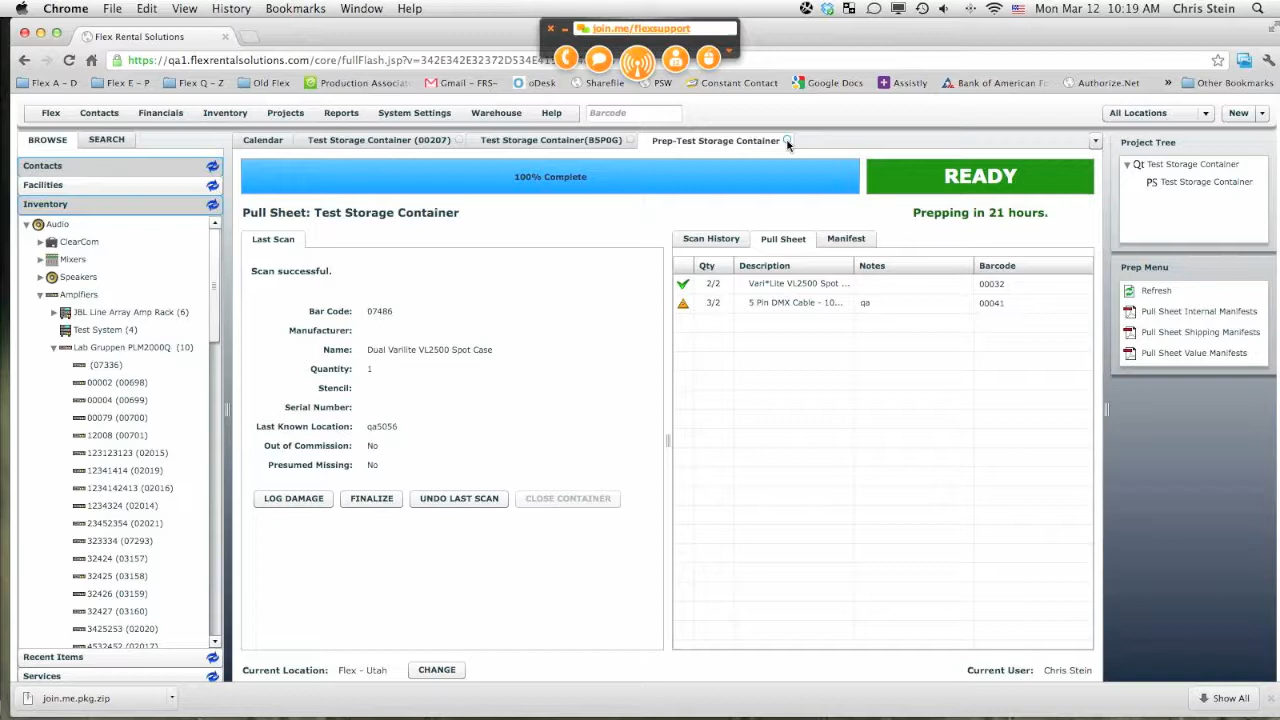 Chrome File Edit View History Bookmarks Window Help
Wed Nov 2 10:19 AM Chris Stein
join.me/flexsupport
Flex Rental Solutions
https://qa1.flexrentalsolutions.com/core/fullFlash.jsp?v=342E342E32372D534E41
Flex A - D Flex E - P Flex Q - Z Old Flex Production Associat Gmail - FRS oDesk Sharefile PSW Constant Contact Google Docs Assistly Bank of American F Authorize.Net » Other Bookmarks
Flex Contacts Financials Inventory Projects Reports System Settings Warehouse Help Barcode All Locations New
BROWSE SEARCH
Calendar Test Storage Container (00207) Test Storage Container(BSP0G) Prep-Test Storage Container
Contacts
Facilities
Inventory
Audio
ClearCom
Mixers
Speakers
Amplfiers
JBL Line Array Amp Rack (6)
Test System (4)
Lab Gruppen PLM2000Q (10)
(07336)
00002 (00698)
00004 (00699)
00079 (00700)
12008 (00701)
123123123 (02015)
12341414 (02019)
1234142413 (02016)
1234324 (02014)
23452354 (02021)
323334 (07293)
32424 (03157)
32425 (03158)
32426 (03159)
32427 (03160)
3425253 (02020)
4532452 (02017)
Recent Items
Services
100% Complete
READY
Pull Sheet: Test Storage Container
Prepping in 21 hours.
Last Scan
Scan successful.
Bar Code: 07486
Manufacturer:
Name: Dual Varilite VL2500 Spot Case
Quantity: 1
Stencil:
Serial Number:
Last Known Location: qa5056
Out of Commission: No
Presumed Missing: No
LOG DAMAGE FINALIZE UNDO LAST SCAN CLOSE CONTAINER
Scan History Pull Sheet Manifest
Qty Description Notes Barcode
2/2 Vari*Lite VL2500 Spot ... 00032
3/2 5 Pin DMX Cable - 10... qa 00041
Current Location: Flex - Utah CHANGE
Current User: Chris Stein
Project Tree
Qt Test Storage Container
PS Test Storage Container
Prep Menu
Refresh
Pull Sheet Internal Manifests
Pull Sheet Shipping Manifests
Pull Sheet Value Manifests
join.me.pkg.zip
Show All